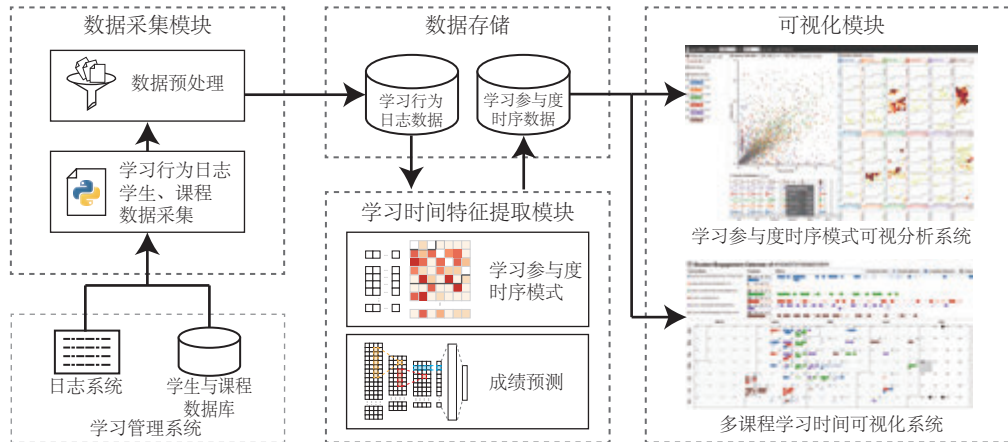 数据采集模块
数据预处理
学习行为日志
学生、课程
数据采集
日志系统
学生与课程
数据库
学习管理系统
数据存储
学习行为
日志数据
学习参与度
时序数据
学习时间特征提取模块
学习参与度
时序模式
成绩预测
可视化模块
学习参与度时序模式可视分析系统
多课程学习时间可视化系统